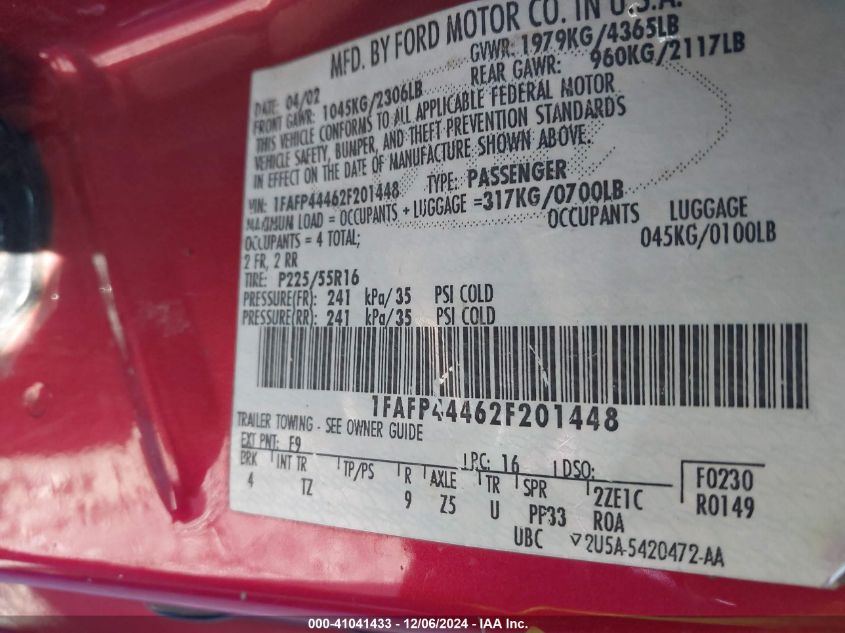 MFD. BY FORD MOTOR CO. IN U.S.A.
DATE: 04/02 GVWR: 1979KG/4365LB
FRONT GAWR: 1045KG/2306LB REAR GAWR: 960KG/2117LB
THIS VEHICLE CONFORMS TO ALL APPLICABLE FEDERAL MOTOR
VEHICLE SAFETY, BUMPER, AND THEFT PREVENTION STANDARDS
IN EFFECT ON THE DATE OF MANUFACTURE SHOWN ABOVE.
VIN: 1FAFP44462F201448 TYPE: PASSENGER
MAXIMUM LOAD = OCCUPANTS + LUGGAGE =317KG/0700LB
OCCUPANTS = 4 TOTAL; OCCUPANTS LUGGAGE
2 FR, 2 RR 045KG/0100LB
TIRE: P225/55R16
PRESSURE(FR): 241 kPa/35 PSI COLD
PRESSURE(RR): 241 kPa/35 PSI COLD
1FAFP44462F201448
TRAILER TOWING - SEE OWNER GUIDE
EXT PNT: F9 RC: 16 DSO: F0230
BRK INT TR TP/PS R AXLE TR SPR 2ZE1C R0149
4 TZ 9 Z5 U PF33 ROA
UBC ▽2U5A-5420472-AA
000-41041433 - 12/06/2024 - IAA Inc.